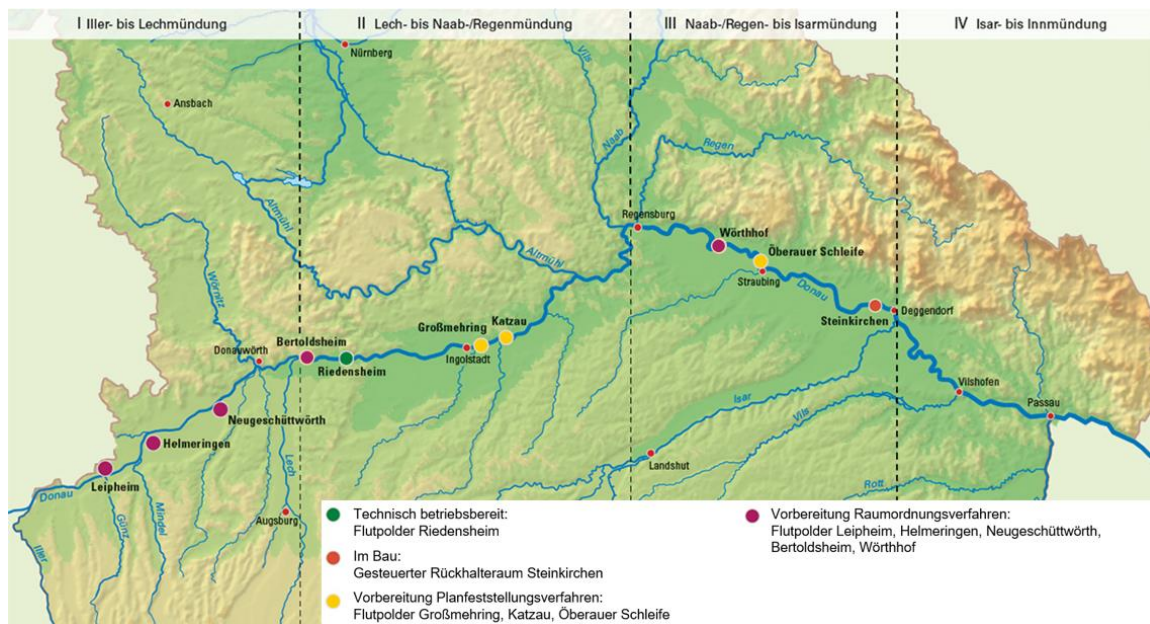 I Iller- bis Lechmündung
II Lech- bis Naab-/Regenmündung
III Naab-/Regen- bis Isarmündung
IV Isar- bis Innmündung
Nürnberg
Vils
Ansbach
Naab
Regen
Altmühl
Altmühl
Regensburg
Wörthhof
Öberauer Schleife
Straubing
Donau
Wörnitz
Steinkirchen
Deggendorf
Großmehring
Katzau
Ingolstadt
Donauwörth
Bertoldsheim
Riedensheim
Vilshofen
Passau
Isar
Vils
Neugeschüttwörth
Helmeringen
Lech
Landshut
Leipheim
Donau
Günz
Mindel
Augsburg
Iller
Rott
Technisch betriebsbereit:
Flutpolder Riedensheim
Im Bau:
Gesteuerter Rückhalteraum Steinkirchen
Vorbereitung Planfeststellungsverfahren:
Flutpolder Großmehring, Katzau, Öberauer Schleife
Vorbereitung Raumordnungsverfahren:
Flutpolder Leipheim, Helmeringen, Neugeschüttwörth,
Bertoldsheim, Wörthhof